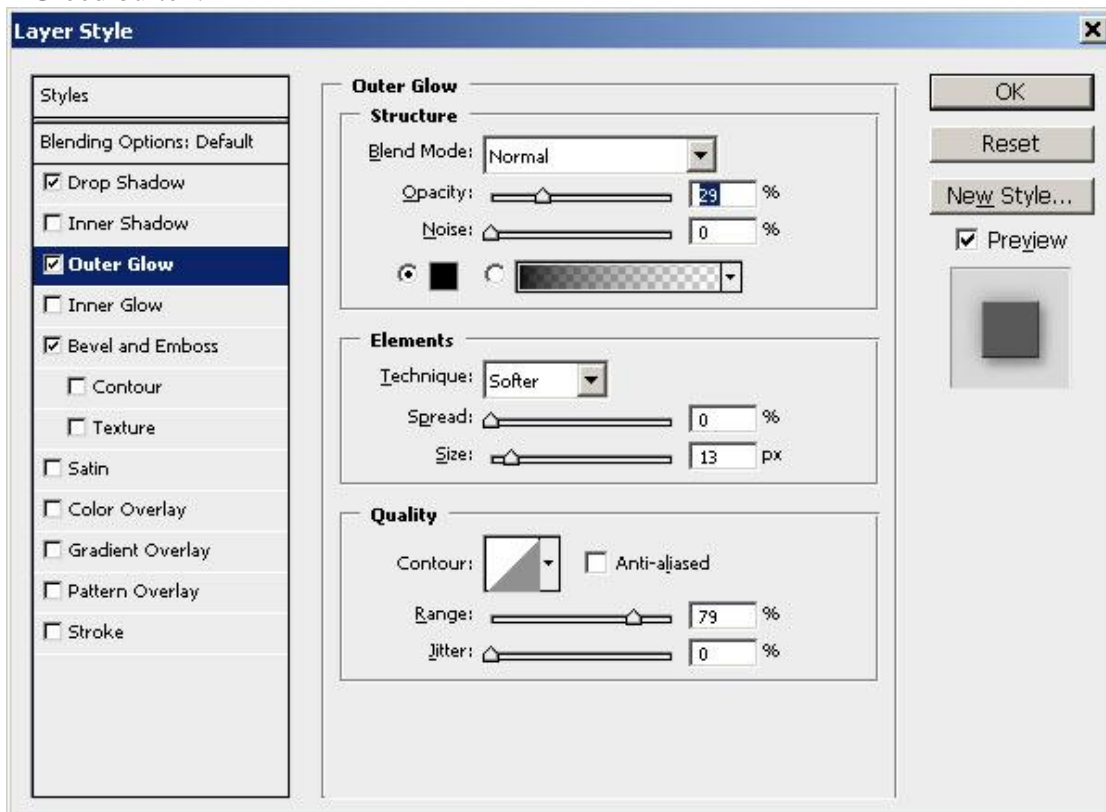 Layer Style
Styles
Blending Options: Default
Drop Shadow
Inner Shadow
Outer Glow
Inner Glow
Bevel and Emboss
Contour
Texture
Satin
Color Overlay
Gradient Overlay
Pattern Overlay
Stroke
Outer Glow
Structure
Blend Mode: Normal
Opacity: 29 %
Noise: 0 %
Elements
Technique: Softer
Spread: 0 %
Size: 13 px
Quality
Contour: Anti-aliased
Range: 79 %
Jitter: 0 %
OK
Reset
New Style...
Preview